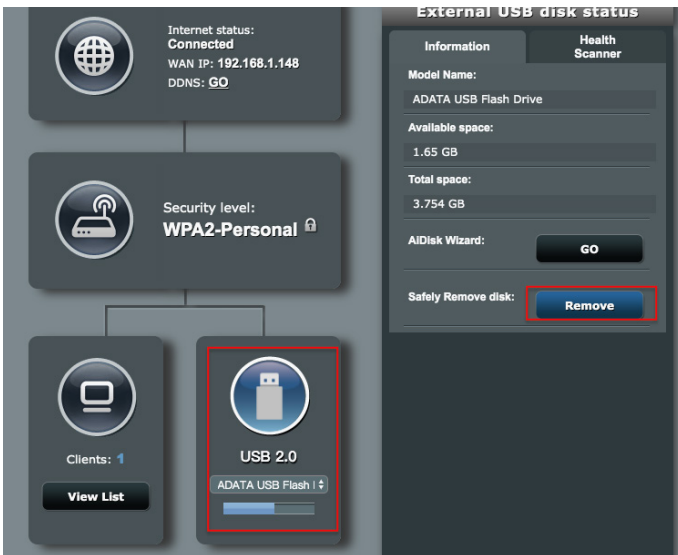 Internet status:
Connected
WAN IP: 192.168.1.148
DDNS: GO
Security level:
WPA2-Personal
Clients: 1
View List
USB 2.0
ADATA USB Flash
External USB disk status
Information
Health
Scanner
Model Name:
ADATA USB Flash Drive
Available space:
1.65 GB
Total space:
3.754 GB
AiDisk Wizard:
GO
Safely Remove disk:
Remove